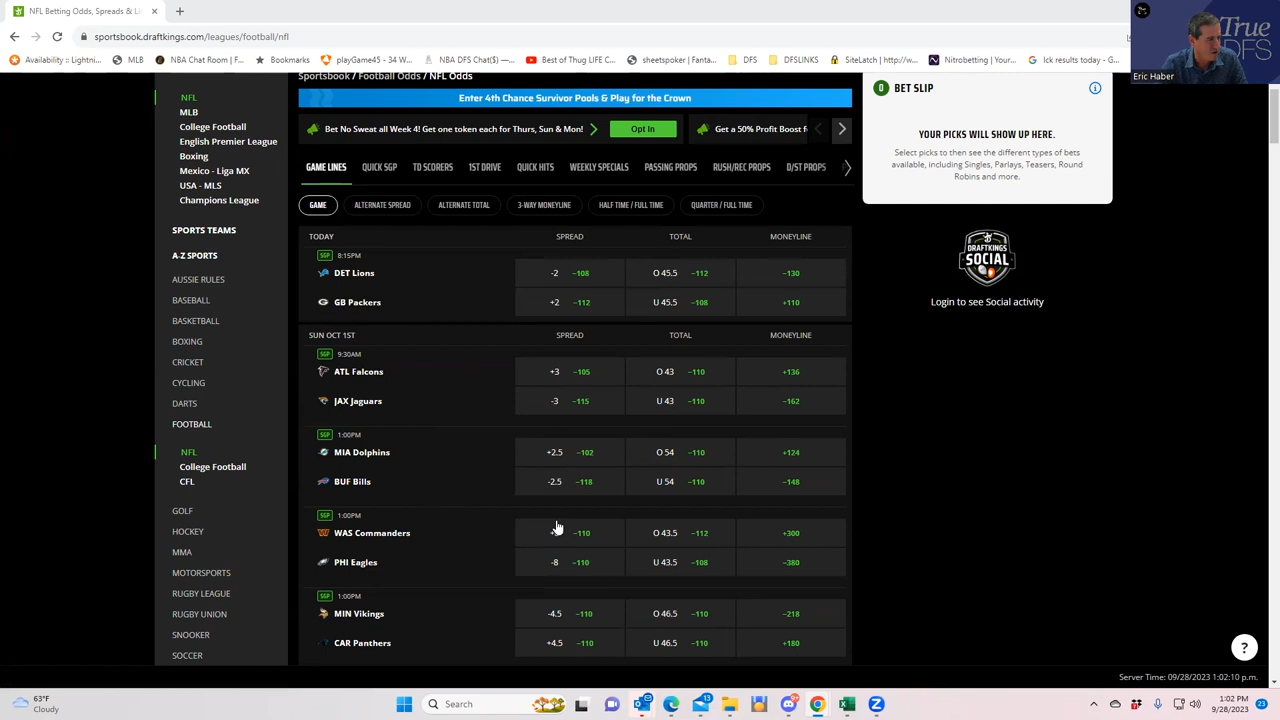 NFL Betting Odds, Spreads & Li
sportsbook.draftkings.com/leagues/football/nfl
Availability :: Lightni...
MLB
NBA Chat Room | F...
Bookmarks
playGame45 - 34 W...
NBA DFS Chat($) —...
Best of Thug LIFE C...
sheetspoker | Fanta...
DFS
DFSLINKS
SiteLatch | http://w...
Nitrobetting | Your...
Ick results today - G...
True
DFS
Eric Haber
NFL
MLB
College Football
English Premier League
Boxing
Mexico - Liga MX
USA - MLS
Champions League
SPORTS TEAMS
A-Z SPORTS
AUSSIE RULES
BASEBALL
BASKETBALL
BOXING
CRICKET
CYCLING
DARTS
FOOTBALL
NFL
College Football
CFL
GOLF
HOCKEY
MMA
MOTORSPORTS
RUGBY LEAGUE
RUGBY UNION
SNOOKER
SOCCER
Sportsbook / Football Odds / NFL Odds
Enter 4th Chance Survivor Pools & Play for the Crown
Bet No Sweat all Week 4! Get one token each for Thurs, Sun & Mon!
Opt In
Get a 50% Profit Boost f
GAME LINES QUICK SGP TD SCORERS 1ST DRIVE QUICK HITS WEEKLY SPECIALS PASSING PROPS RUSH/REC PROPS D/ST PROPS
GAME ALTERNATE SPREAD ALTERNATE TOTAL 3-WAY MONEYLINE HALF TIME / FULL TIME QUARTER / FULL TIME
TODAY SPREAD TOTAL MONEYLINE
SGP 8:15PM
DET Lions -2 −108 O 45.5 −112 −130
GB Packers +2 −112 U 45.5 −108 +110
SUN OCT 1ST SPREAD TOTAL MONEYLINE
SGP 9:30AM
ATL Falcons +3 −105 O 43 −110 +136
JAX Jaguars -3 −115 U 43 −110 −162
SGP 1:00PM
MIA Dolphins +2.5 −102 O 54 −110 +124
BUF Bills -2.5 −118 U 54 −110 −148
SGP 1:00PM
WAS Commanders −110 O 43.5 −112 +300
PHI Eagles -8 −110 U 43.5 −108 −380
SGP 1:00PM
MIN Vikings -4.5 −110 O 46.5 −110 −218
CAR Panthers +4.5 −110 U 46.5 −110 +180
0 BET SLIP
YOUR PICKS WILL SHOW UP HERE.
Select picks to then see the different types of bets
available, including Singles, Parlays, Teasers, Round
Robins and more.
DRAFTKINGS
SOCIAL
Login to see Social activity
?
Server Time: 09/28/2023 1:02:10 p.m.
63°F
Cloudy
Search
1:02 PM
9/28/2023
23